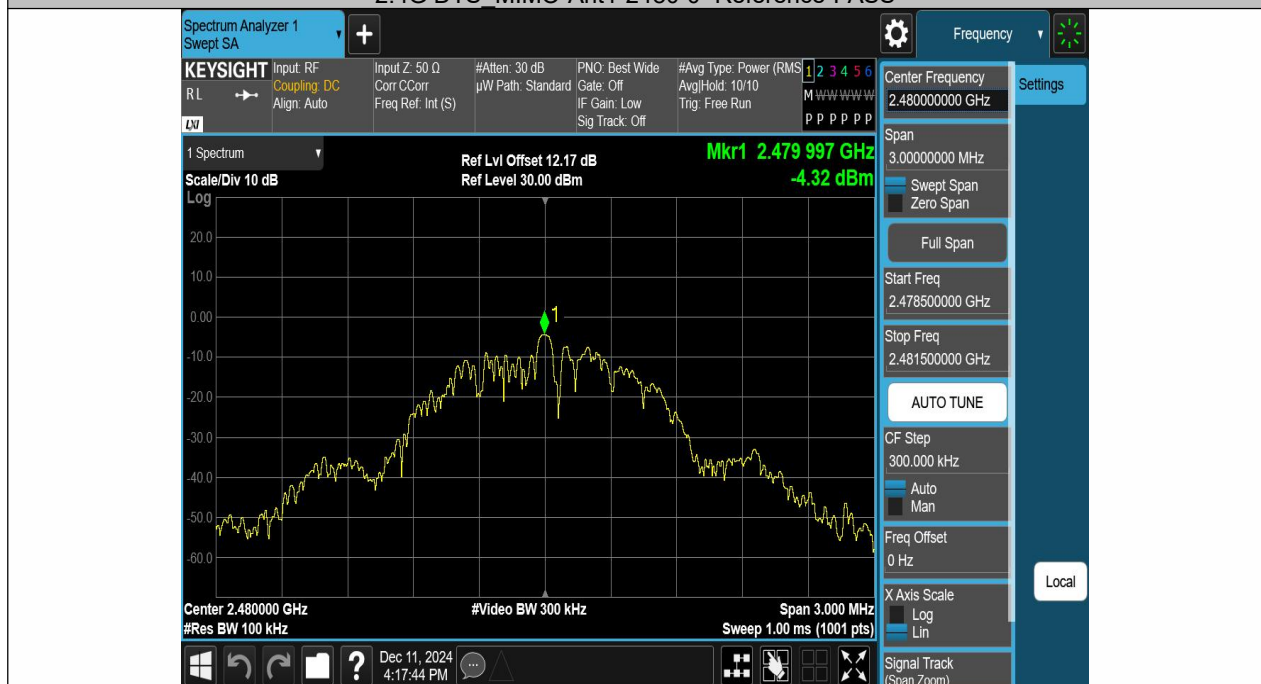 Spectrum Analyzer 1
Swept SA
Frequency
KEYSIGHT
RL
LXI
Input: RF
Coupling: DC
Align: Auto
Input Z: 50 Ω
Corr CCorr
Freq Ref: Int (S)
#Atten: 30 dB
µW Path: Standard
PNO: Best Wide
Gate: Off
IF Gain: Low
Sig Track: Off
#Avg Type: Power (RMS
Avg|Hold: 10/10
Trig: Free Run
1 2 3 4 5 6
M W W W W W
P P P P P P
Settings
1 Spectrum
Scale/Div 10 dB
Ref Lvl Offset 12.17 dB
Ref Level 30.00 dBm
Mkr1 2.479 997 GHz
-4.32 dBm
Log
20.0
10.0
0.00
-10.0
-20.0
-30.0
-40.0
-50.0
-60.0
1
Center 2.480000 GHz
#Res BW 100 kHz
#Video BW 300 kHz
Span 3.000 MHz
Sweep 1.00 ms (1001 pts)
Center Frequency
2.480000000 GHz
Span
3.00000000 MHz
Swept Span
Zero Span
Full Span
Start Freq
2.478500000 GHz
Stop Freq
2.481500000 GHz
AUTO TUNE
CF Step
300.000 kHz
Auto
Man
Freq Offset
0 Hz
X Axis Scale
Log
Lin
Signal Track
(Span Zoom)
Local
?
Dec 11, 2024
4:17:44 PM